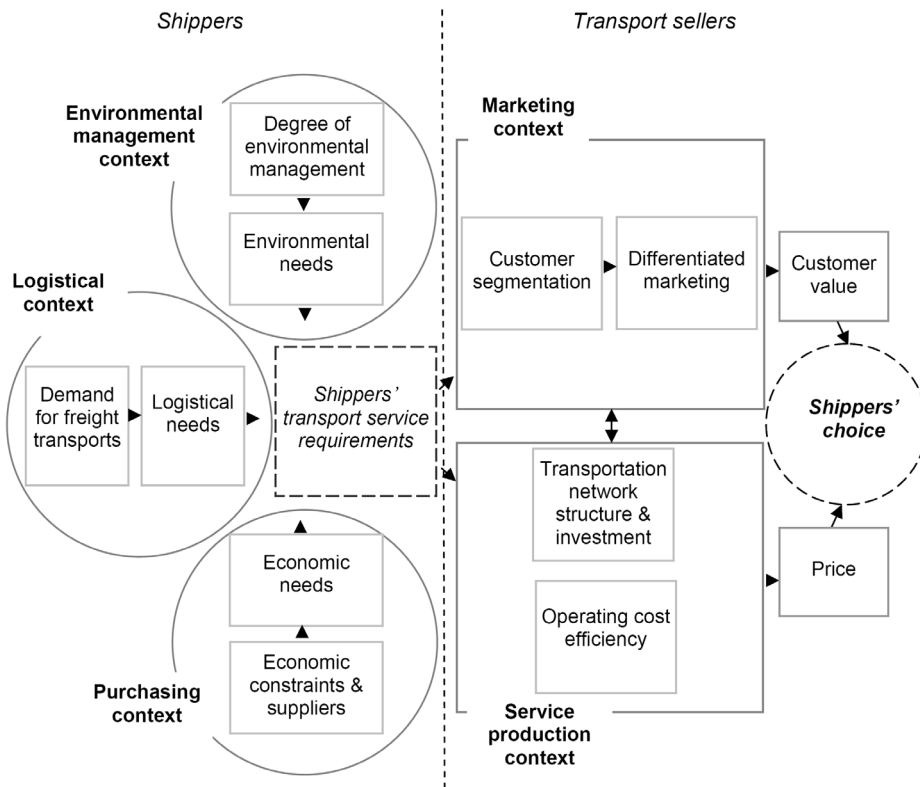 Shippers
Transport sellers
Environmental
management
context
Degree of
environmental
management
Environmental
needs
Logistical
context
Demand
for freight
transports
Logistical
needs
Shippers’
transport service
requirements
Economic
needs
Economic
constraints &
suppliers
Purchasing
context
Marketing
context
Customer
segmentation
Differentiated
marketing
Customer
value
Shippers’
choice
Transportation
network
structure &
investment
Operating cost
efficiency
Price
Service
production
context